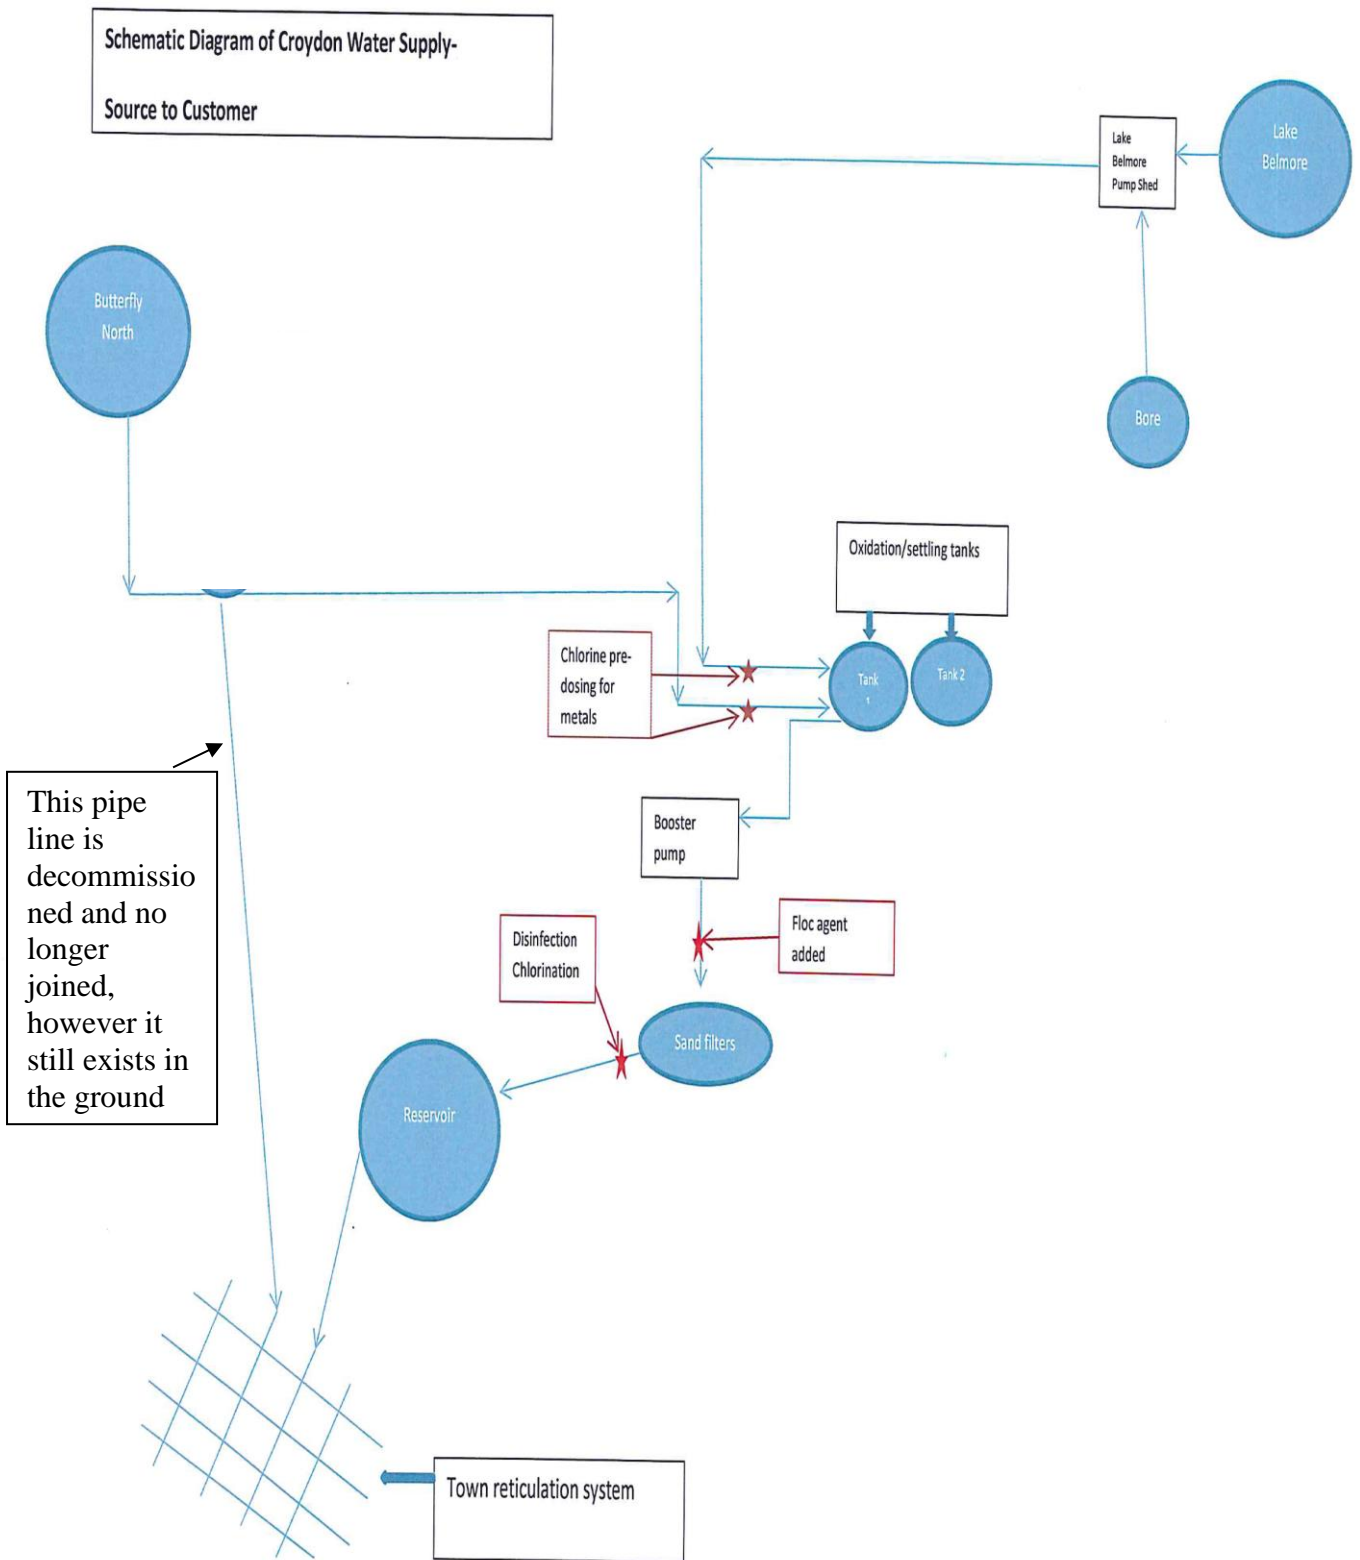 Schematic Diagram of Croydon Water Supply-
Source to Customer
Lake
Belmore
Pump Shed
Lake
Belmore
Butterfly
North
Bore
Oxidation/settling tanks
Chlorine pre-
dosing for
metals
Tank
1
Tank 2
This pipe
line is
decommissio
ned and no
longer
joined,
however it
still exists in
the ground
Booster
pump
Disinfection
Chlorination
Floc agent
added
Sand filters
Reservoir
Town reticulation system